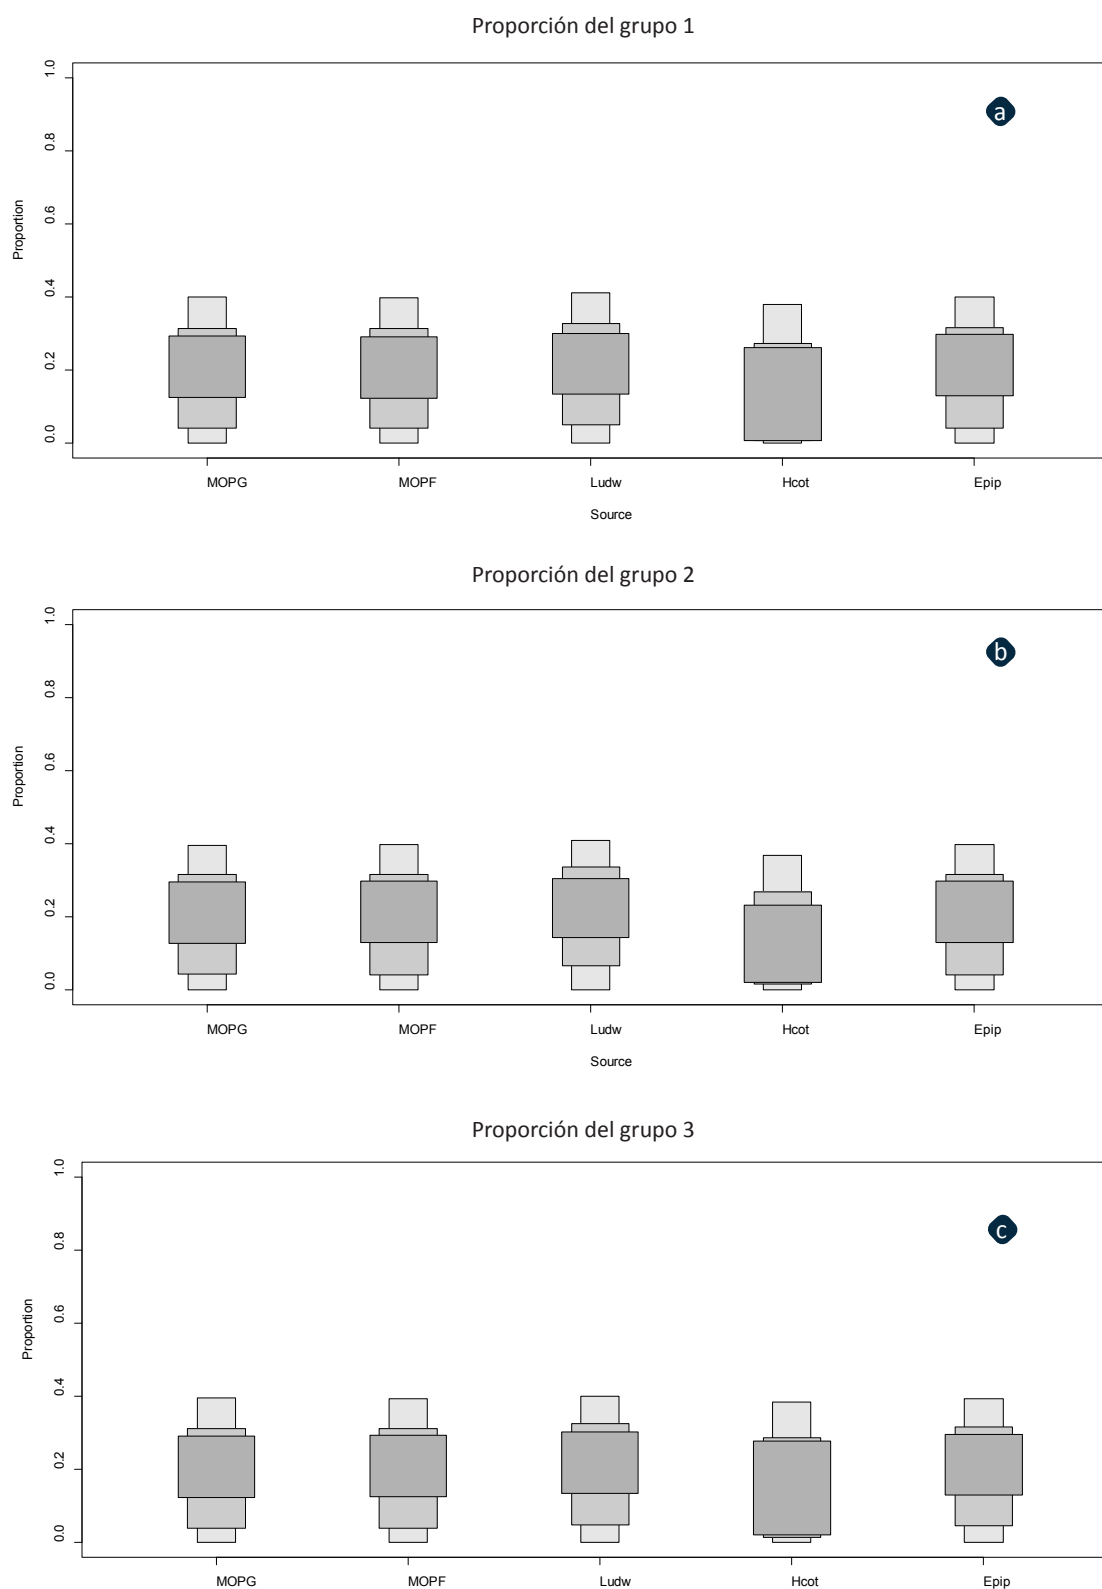 Proporción del grupo 1
a
1.0
0.8
0.6
0.4
0.2
0.0
Proportion
MOPG MOPF Ludw Hcot Epip
Source
Proporción del grupo 2
b
1.0
0.8
0.6
0.4
0.2
0.0
Proportion
MOPG MOPF Ludw Hcot Epip
Source
Proporción del grupo 3
c
1.0
0.8
0.6
0.4
0.2
0.0
Proportion
MOPG MOPF Ludw Hcot Epip